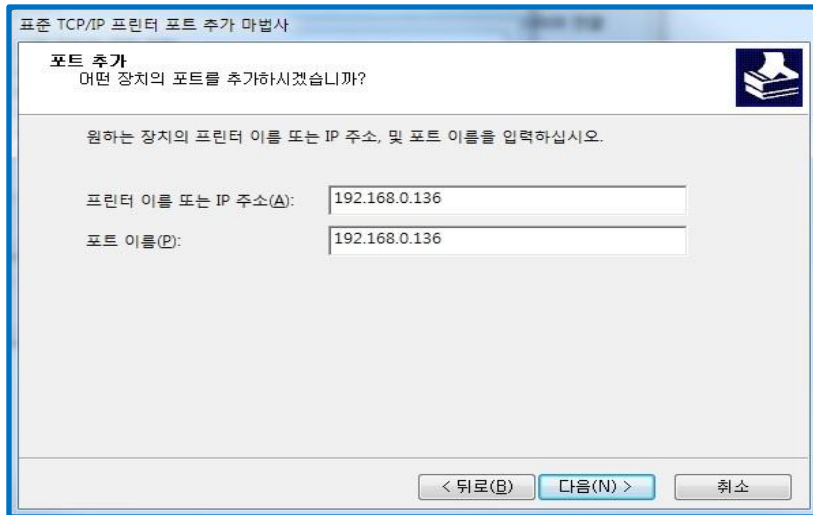 표준 TCP/IP 프린터 포트 추가 마법사
포트 추가
어떤 장치의 포트를 추가하시겠습니까?
원하는 장치의 프린터 이름 또는 IP 주소, 및 포트 이름을 입력하십시오.
프린터 이름 또는 IP 주소(A): 192.168.0.136
포트 이름(P): 192.168.0.136
< 뒤로(B) 다음(N) > 취소